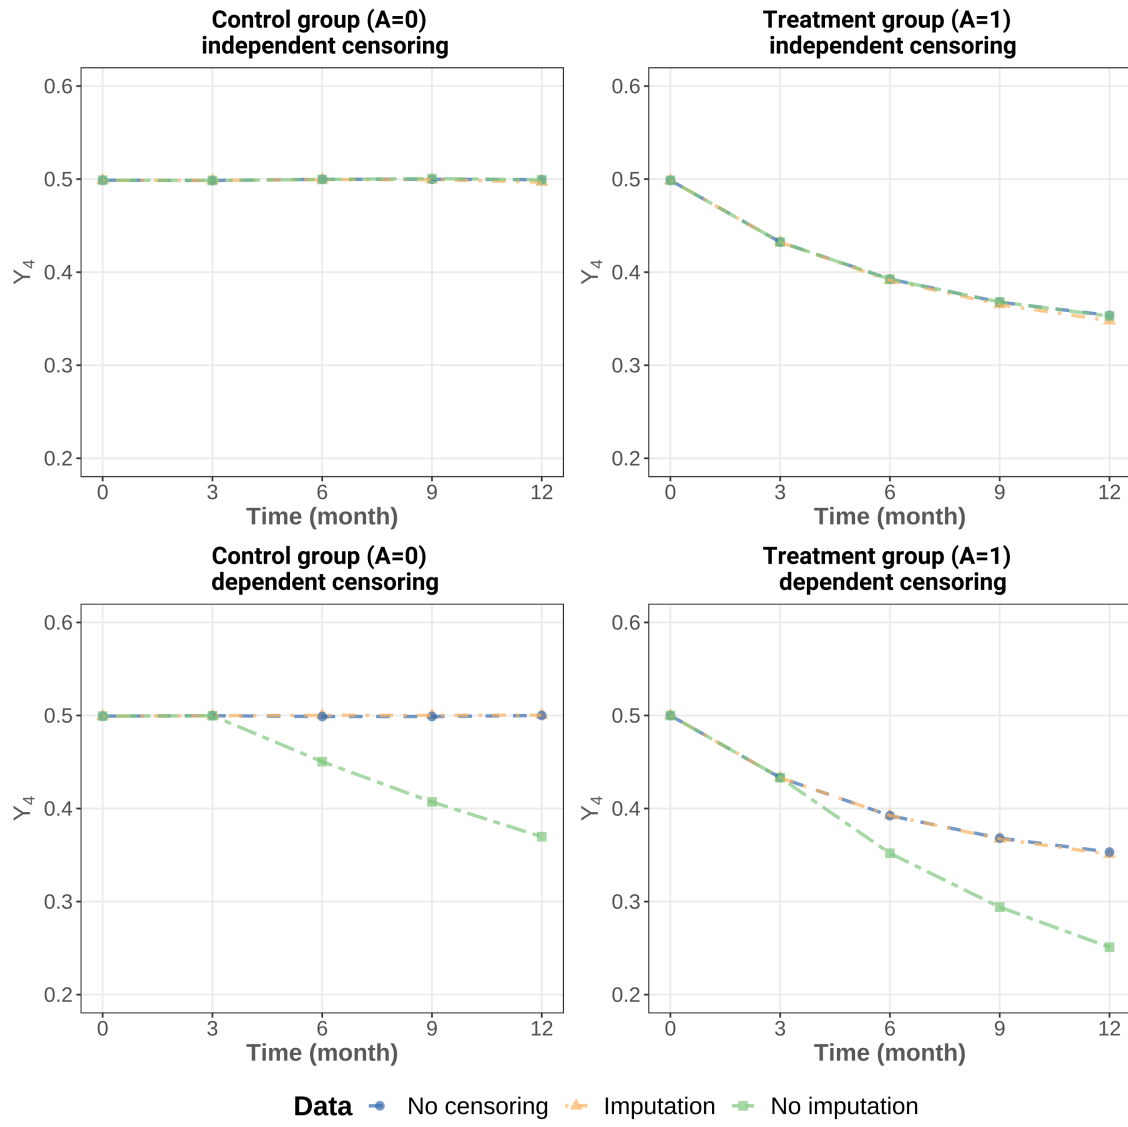 Control group (A=0)
independent censoring
0.6
0.5
0.4
0.3
0.2
Y4
0 3 6 9 12
Time (month)
Treatment group (A=1)
independent censoring
0.6
0.5
0.4
0.3
0.2
Y4
0 3 6 9 12
Time (month)
Control group (A=0)
dependent censoring
0.6
0.5
0.4
0.3
0.2
Y4
0 3 6 9 12
Time (month)
Treatment group (A=1)
dependent censoring
0.6
0.5
0.4
0.3
0.2
Y4
0 3 6 9 12
Time (month)
Data No censoring Imputation No imputation